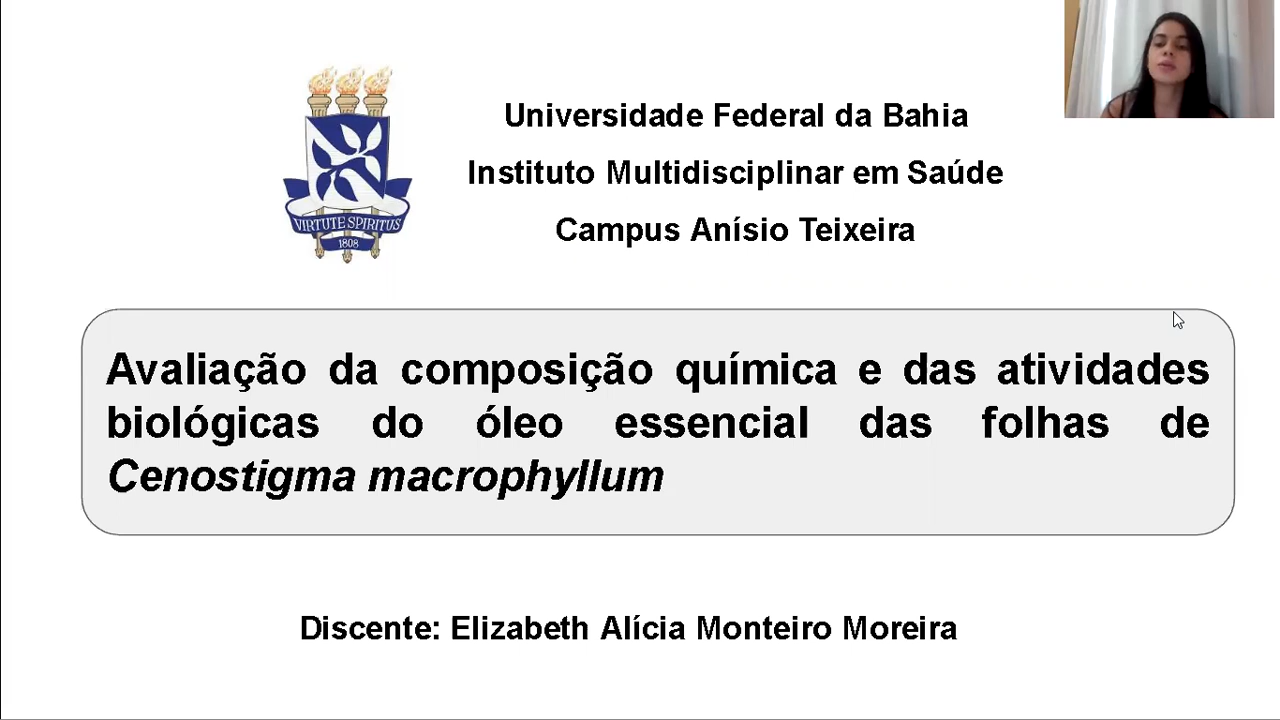 Universidade Federal da Bahia
Instituto Multidisciplinar em Saúde
Campus Anísio Teixeira
VIRTUTE SPIRITUS
1808
Avaliação da composição química e das atividades
biológicas do óleo essencial das folhas de
Cenostigma macrophyllum
Discente: Elizabeth Alícia Monteiro Moreira